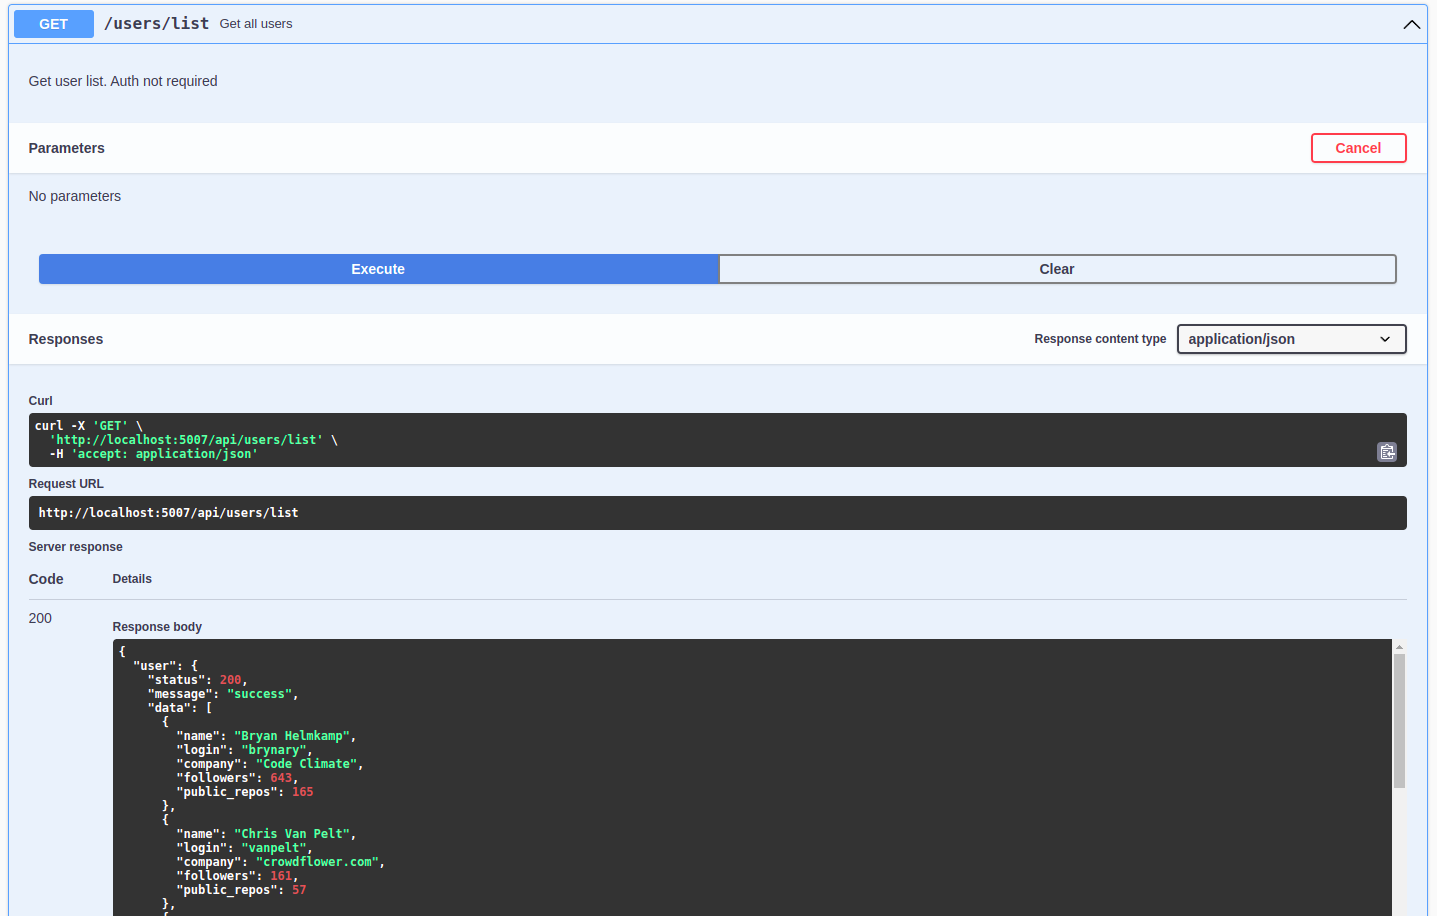 GET /users/list Get all users
Get user list. Auth not required
Parameters Cancel
No parameters
Execute Clear
Responses Response content type application/json
Curl
curl -X 'GET' \
  'http://localhost:5007/api/users/list' \
  -H 'accept: application/json'
Request URL
http://localhost:5007/api/users/list
Server response
Code Details
200
Response body
{
  "user": {
    "status": 200,
    "message": "success",
    "data": [
      {
        "name": "Bryan Helmkamp",
        "login": "brynary",
        "company": "Code Climate",
        "followers": 643,
        "public_repos": 165
      },
      {
        "name": "Chris Van Pelt",
        "login": "vanpelt",
        "company": "crowdflower.com",
        "followers": 161,
        "public_repos": 57
      },
      {